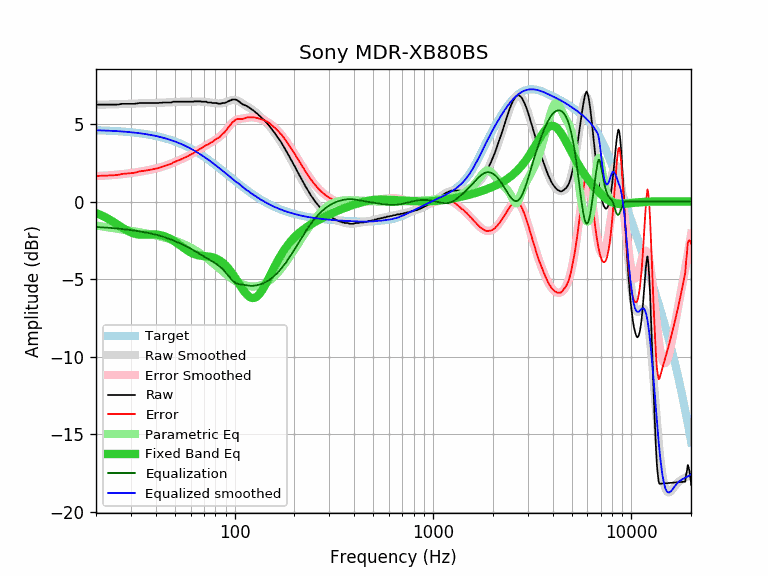 Sony MDR-XB80BS
Amplitude (dBr)
5
0
−5
−10
−15
−20
Target
Raw Smoothed
Error Smoothed
Raw
Error
Parametric Eq
Fixed Band Eq
Equalization
Equalized smoothed
100
1000
10000
Frequency (Hz)